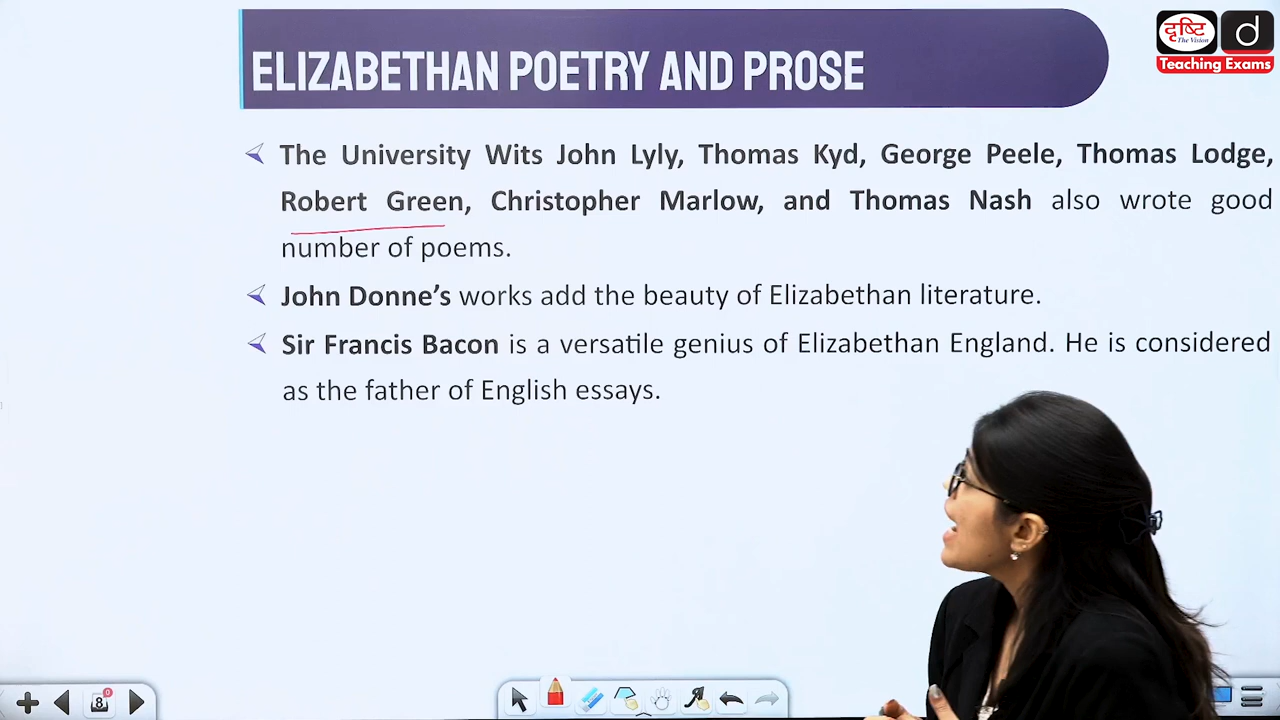 ELIZABETHAN POETRY AND PROSE
दृष्टि
The Vision
d
Teaching Exams
The University Wits John Lyly, Thomas Kyd, George Peele, Thomas Lodge,
Robert Green, Christopher Marlow, and Thomas Nash also wrote good
number of poems.
John Donne’s works add the beauty of Elizabethan literature.
Sir Francis Bacon is a versatile genius of Elizabethan England. He is considered
as the father of English essays.
8
0